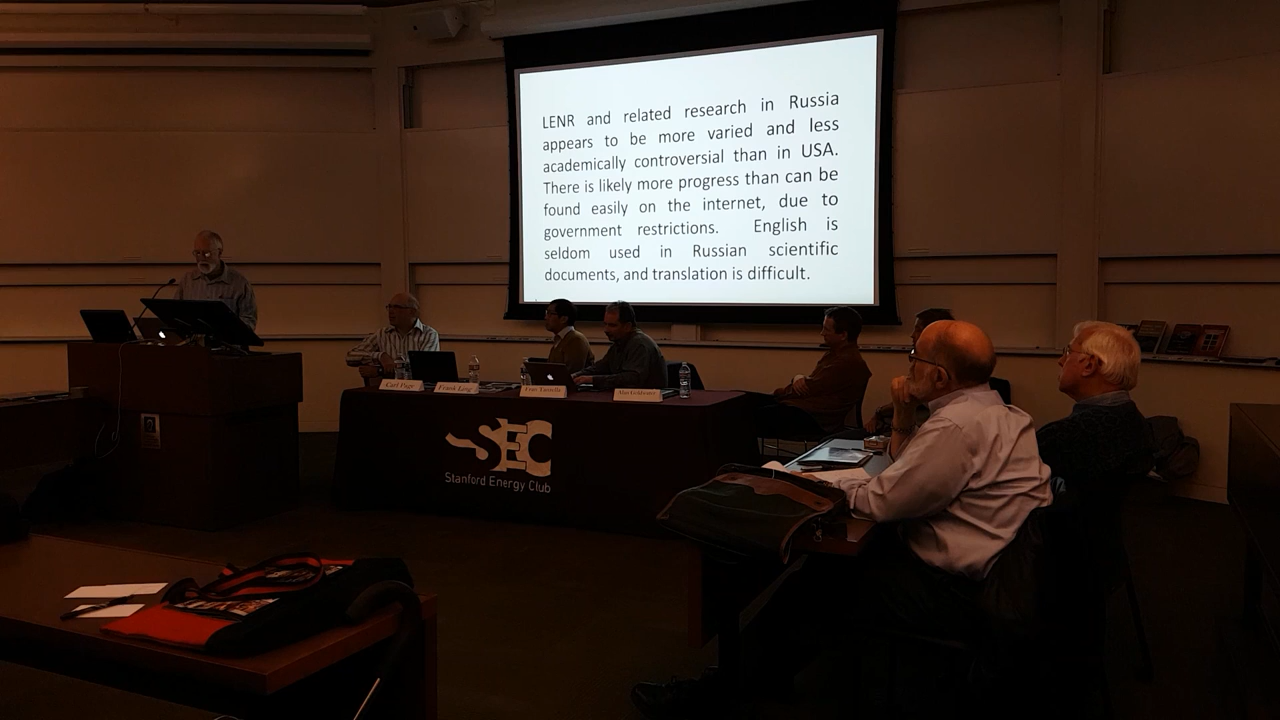 LENR and related research in Russia
appears to be more varied and less
academically controversial than in USA.
There is likely more progress than can be
found easily on the internet, due to
government restrictions. English is
seldom used in Russian scientific
documents, and translation is difficult.
Carl Page
Frank Ling
SEC
Stanford Energy Club